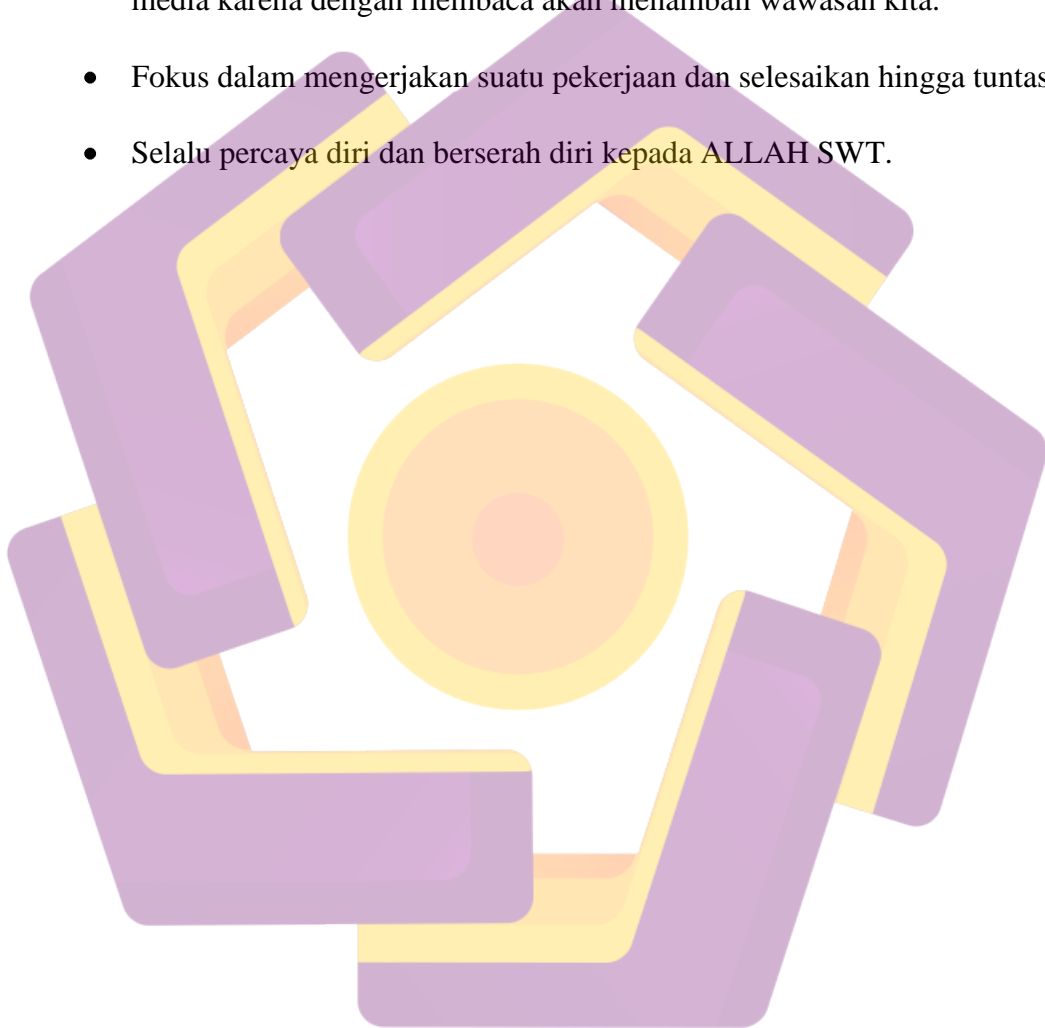 media karena dengan membaca akan menambah wawasan kita.
• Fokus dalam mengerjakan suatu pekerjaan dan selesaikan hingga tuntas
• Selalu percaya diri dan berserah diri kepada ALLAH SWT.